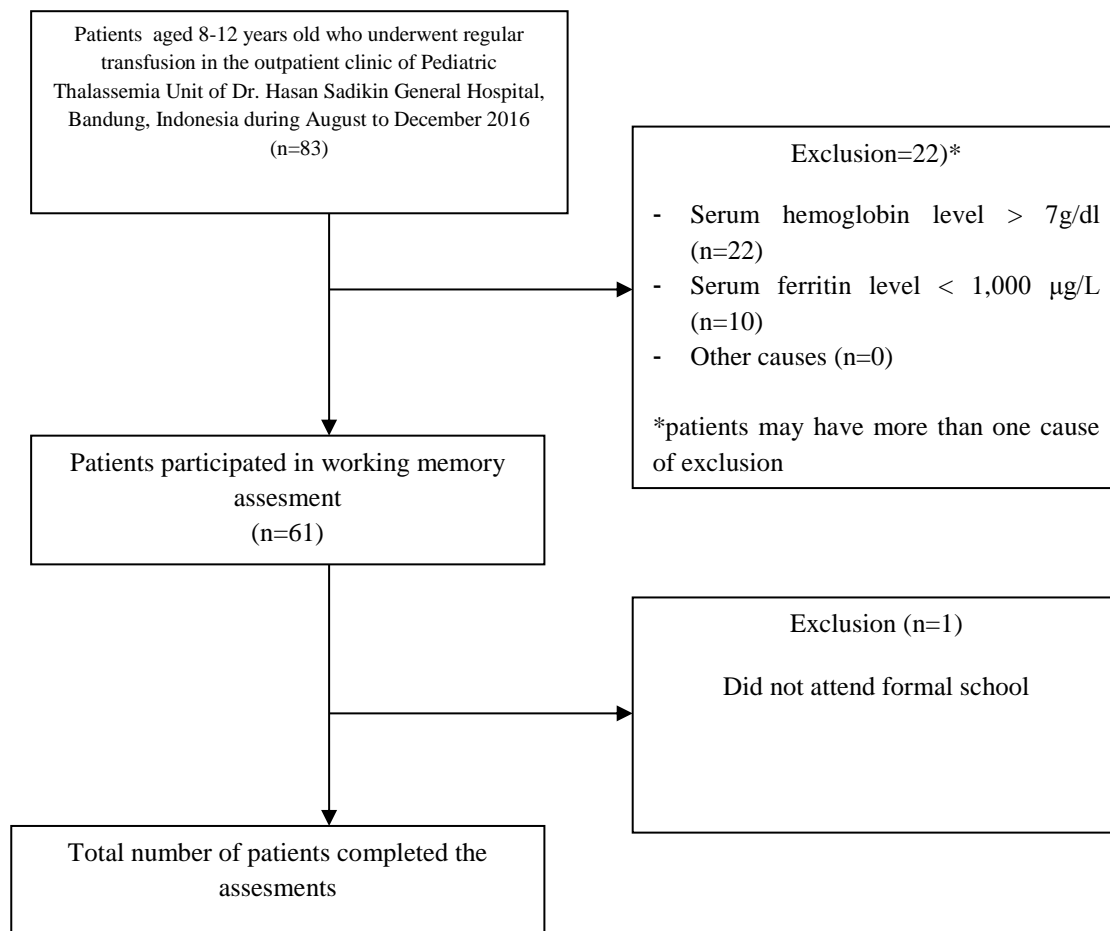 Patients aged 8-12 years old who underwent regular
transfusion in the outpatient clinic of Pediatric
Thalassemia Unit of Dr. Hasan Sadikin General Hospital,
Bandung, Indonesia during August to December 2016
(n=83)
Exclusion=22)*
- Serum hemoglobin level > 7g/dl
(n=22)
- Serum ferritin level < 1,000 μg/L
(n=10)
- Other causes (n=0)
*patients may have more than one cause
of exclusion
Patients participated in working memory
assesment
(n=61)
Exclusion (n=1)
Did not attend formal school
Total number of patients completed the
assesments